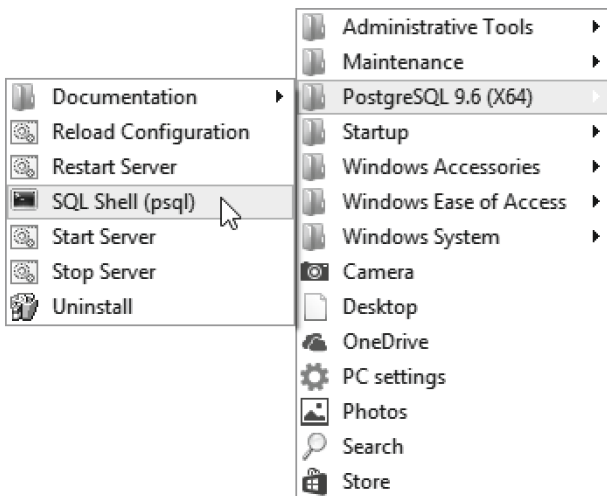 Administrative Tools
Maintenance
PostgreSQL 9.6 (X64)
Startup
Windows Accessories
Windows Ease of Access
Windows System
Camera
Desktop
OneDrive
PC settings
Photos
Search
Store
Documentation
Reload Configuration
Restart Server
SQL Shell (psql)
Start Server
Stop Server
Uninstall